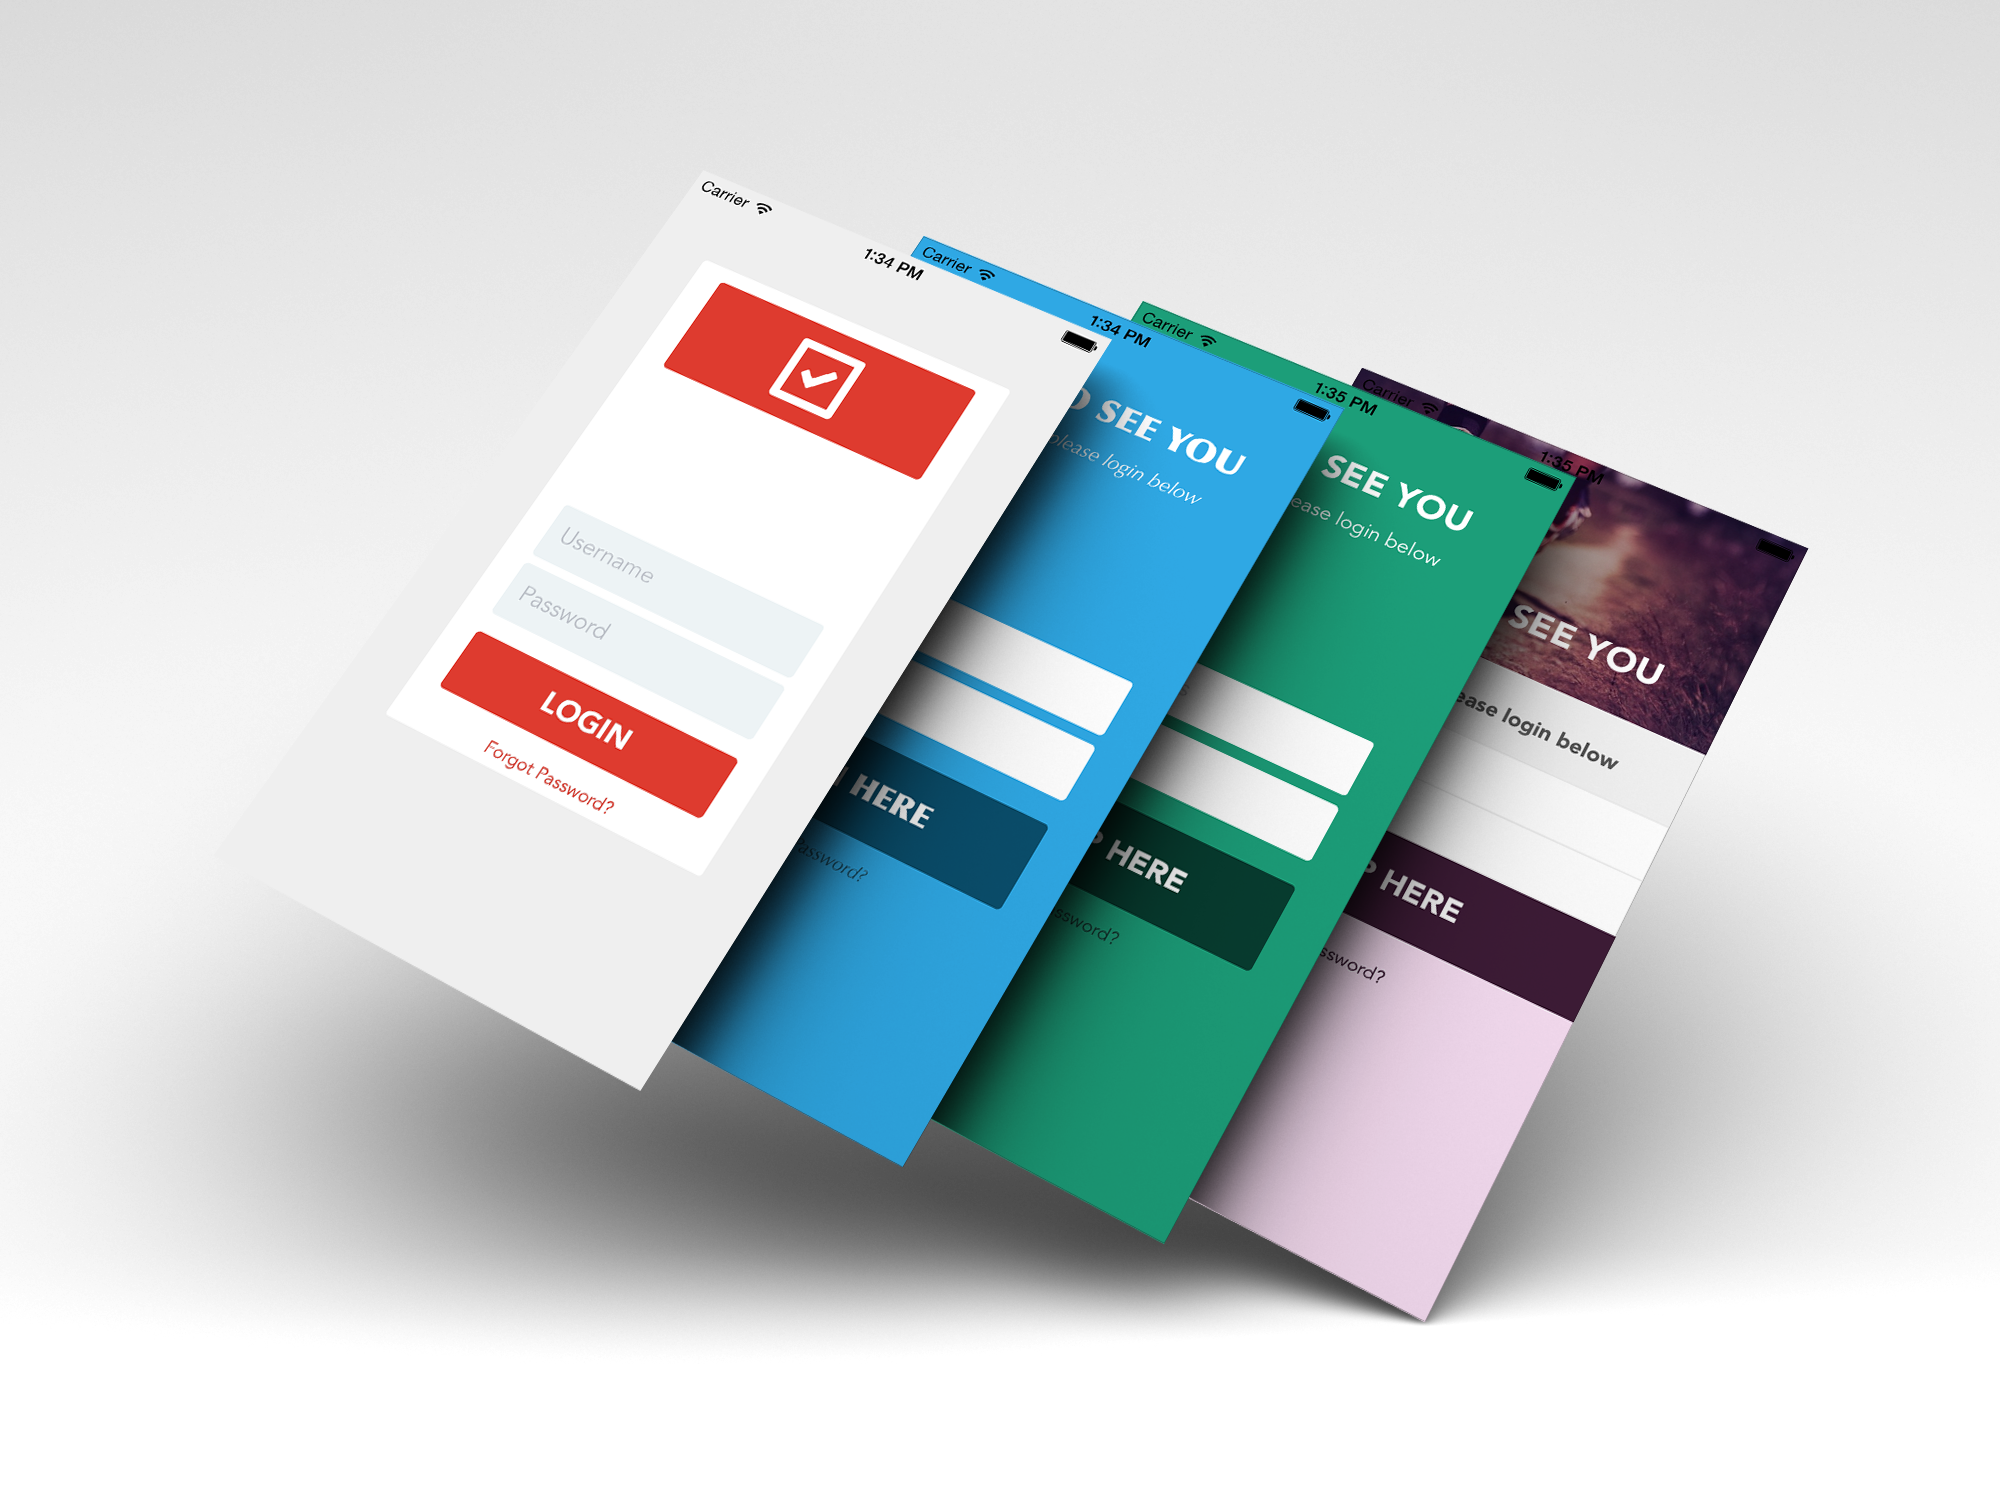 Carrier
1:34 PM
Username
Password
LOGIN
Forgot Password?
Carrier
1:34 PM
SEE YOU
please login below
HERE
Password?
Carrier
1:35 PM
SEE YOU
ease login below
P HERE
ssword?
Carrier
1:35 PM
SEE YOU
ease login below
P HERE
ssword?